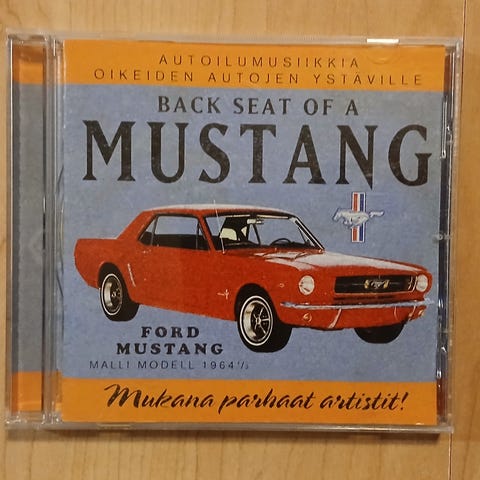 AUTOILUMUSIIKKIA
OIKEIDEN AUTOJEN YSTÄVILLE
BACK SEAT OF A
MUSTANG
FORD
MUSTANG
MALLI MODELL 1964½
Mukana parhaat artistit!